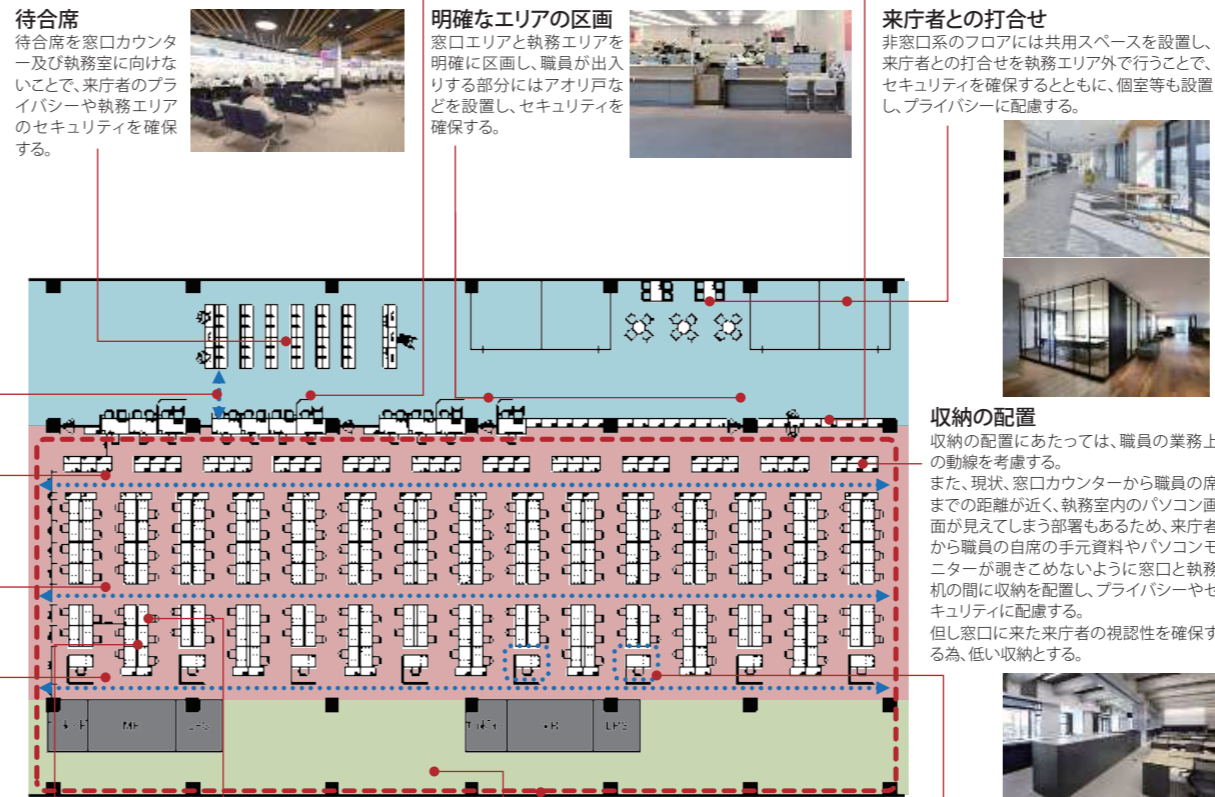 待合席
待合席を窓口カウンタ
ー及び執務室に向けな
いことで、来庁者のプラ
イバシーや執務エリア
のセキュリティを確保
する。
明確なエリアの区画
窓口エリアと執務エリアを
明確に区画し、職員が出入
りする部分にはアオリ戸な
どを設置し、セキュリティを
確保する。
来庁者との打合せ
非窓口系のフロアには共用スペースを設置し、
来庁者との打合せを執務エリア外で行うことで、
セキュリティを確保するとともに、個室等も設置
し、プライバシーに配慮する。
収納の配置
収納の配置にあたっては、職員の業務上
の動線を考慮する。
また、現状、窓口カウンターから職員の席
までの距離が近く、執務室内のパソコン画
面が見えてしまう部署もあるため、来庁者
から職員の自席の手元資料やパソコンモ
ニターが覗きこめないように窓口と執務
机の間に収納を配置し、プライバシーやセ
キュリティに配慮する。
但し窓口に来た来庁者の視認性を確保す
る為、低い収納とする。